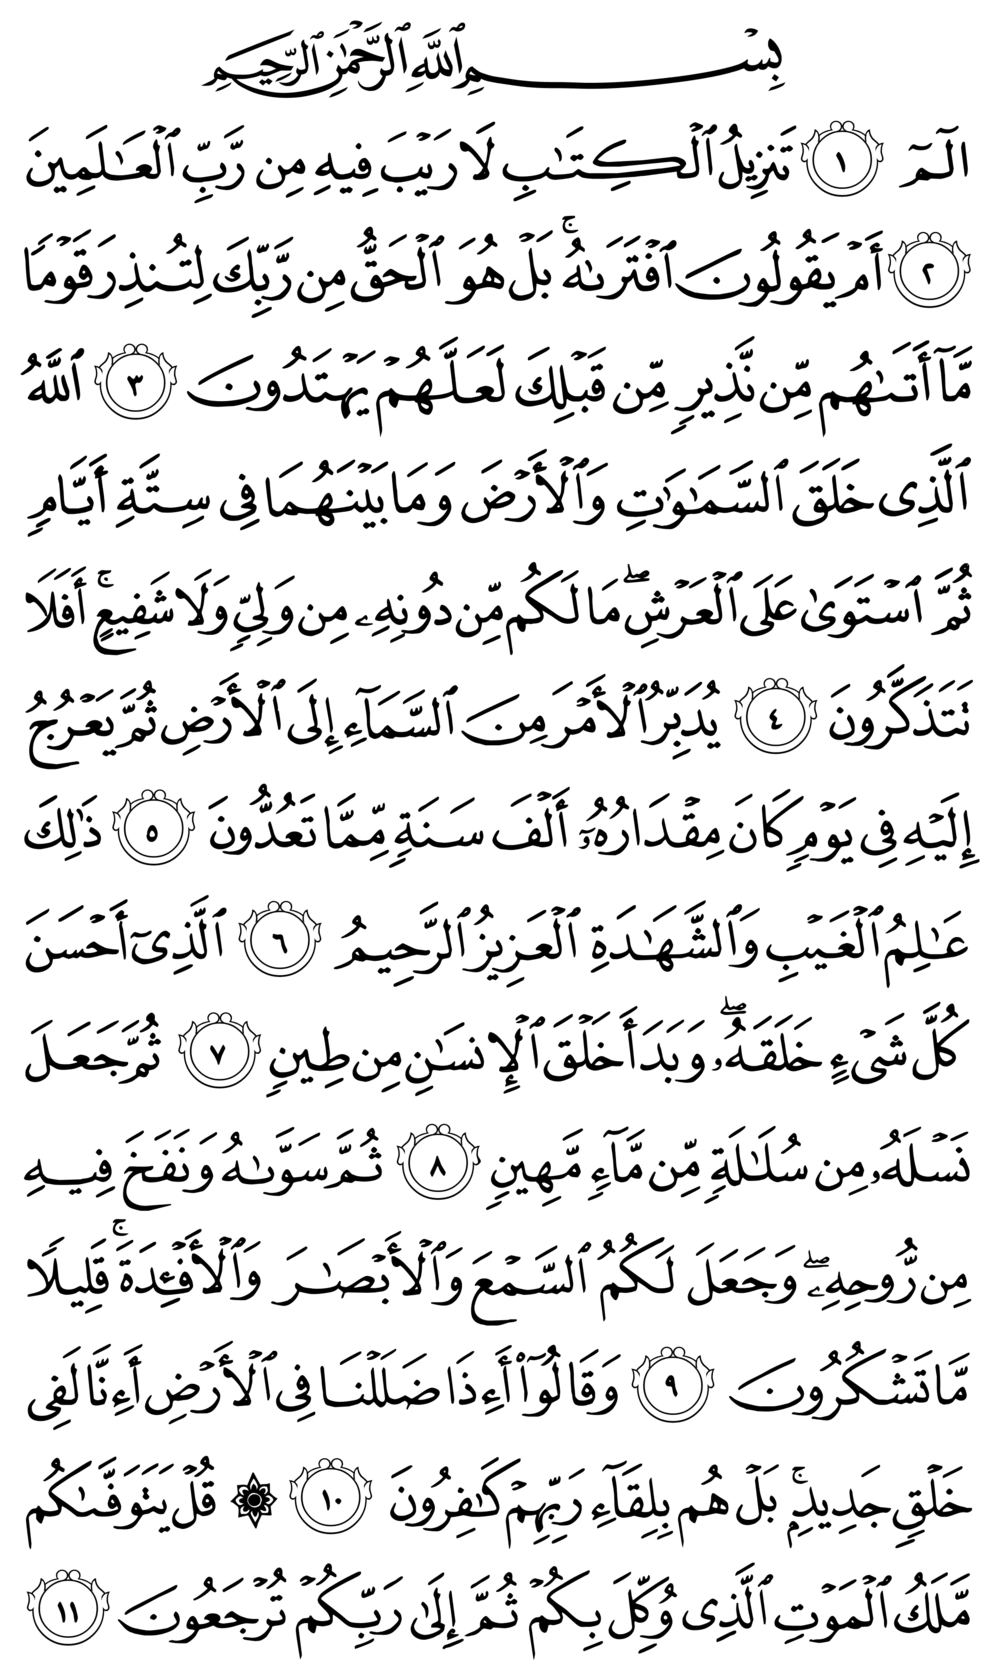 بِسْمِ ٱللَّهِ ٱلرَّحْمَٰنِ ٱلرَّحِيمِ
الٓمٓ ١ تَنزِيلُ ٱلْكِتَٰبِ لَا رَيْبَ فِيهِ مِن رَّبِّ ٱلْعَٰلَمِينَ
٢ أَمْ يَقُولُونَ ٱفْتَرَىٰهُ ۚ بَلْ هُوَ ٱلْحَقُّ مِن رَّبِّكَ لِتُنذِرَ قَوْمًا
مَّآ أَتَىٰهُم مِّن نَّذِيرٍ مِّن قَبْلِكَ لَعَلَّهُمْ يَهْتَدُونَ ٣ ٱللَّهُ
ٱلَّذِى خَلَقَ ٱلسَّمَٰوَٰتِ وَٱلْأَرْضَ وَمَا بَيْنَهُمَا فِى سِتَّةِ أَيَّامٍ
ثُمَّ ٱسْتَوَىٰ عَلَى ٱلْعَرْشِ ۖ مَا لَكُم مِّن دُونِهِۦ مِن وَلِىٍّ وَلَا شَفِيعٍ ۚ أَفَلَا
تَتَذَكَّرُونَ ٤ يُدَبِّرُ ٱلْأَمْرَ مِنَ ٱلسَّمَآءِ إِلَى ٱلْأَرْضِ ثُمَّ يَعْرُجُ
إِلَيْهِ فِى يَوْمٍ كَانَ مِقْدَارُهُۥٓ أَلْفَ سَنَةٍ مِّمَّا تَعُدُّونَ ٥ ذَٰلِكَ
عَٰلِمُ ٱلْغَيْبِ وَٱلشَّهَٰدَةِ ٱلْعَزِيزُ ٱلرَّحِيمُ ٦ ٱلَّذِىٓ أَحْسَنَ
كُلَّ شَىْءٍ خَلَقَهُۥ ۖ وَبَدَأَ خَلْقَ ٱلْإِنسَٰنِ مِن طِينٍ ٧ ثُمَّ جَعَلَ
نَسْلَهُۥ مِن سُلَٰلَةٍ مِّن مَّآءٍ مَّهِينٍ ٨ ثُمَّ سَوَّىٰهُ وَنَفَخَ فِيهِ
مِن رُّوحِهِۦ ۖ وَجَعَلَ لَكُمُ ٱلسَّمْعَ وَٱلْأَبْصَٰرَ وَٱلْأَفْـِٔدَةَ ۚ قَلِيلًا
مَّا تَشْكُرُونَ ٩ وَقَالُوٓا۟ أَءِذَا ضَلَلْنَا فِى ٱلْأَرْضِ أَءِنَّا لَفِى
خَلْقٍ جَدِيدٍۭ ۚ بَلْ هُم بِلِقَآءِ رَبِّهِمْ كَٰفِرُونَ ١٠ ۞ قُلْ يَتَوَفَّىٰكُم
مَّلَكُ ٱلْمَوْتِ ٱلَّذِى وُكِّلَ بِكُمْ ثُمَّ إِلَىٰ رَبِّكُمْ تُرْجَعُونَ ١١